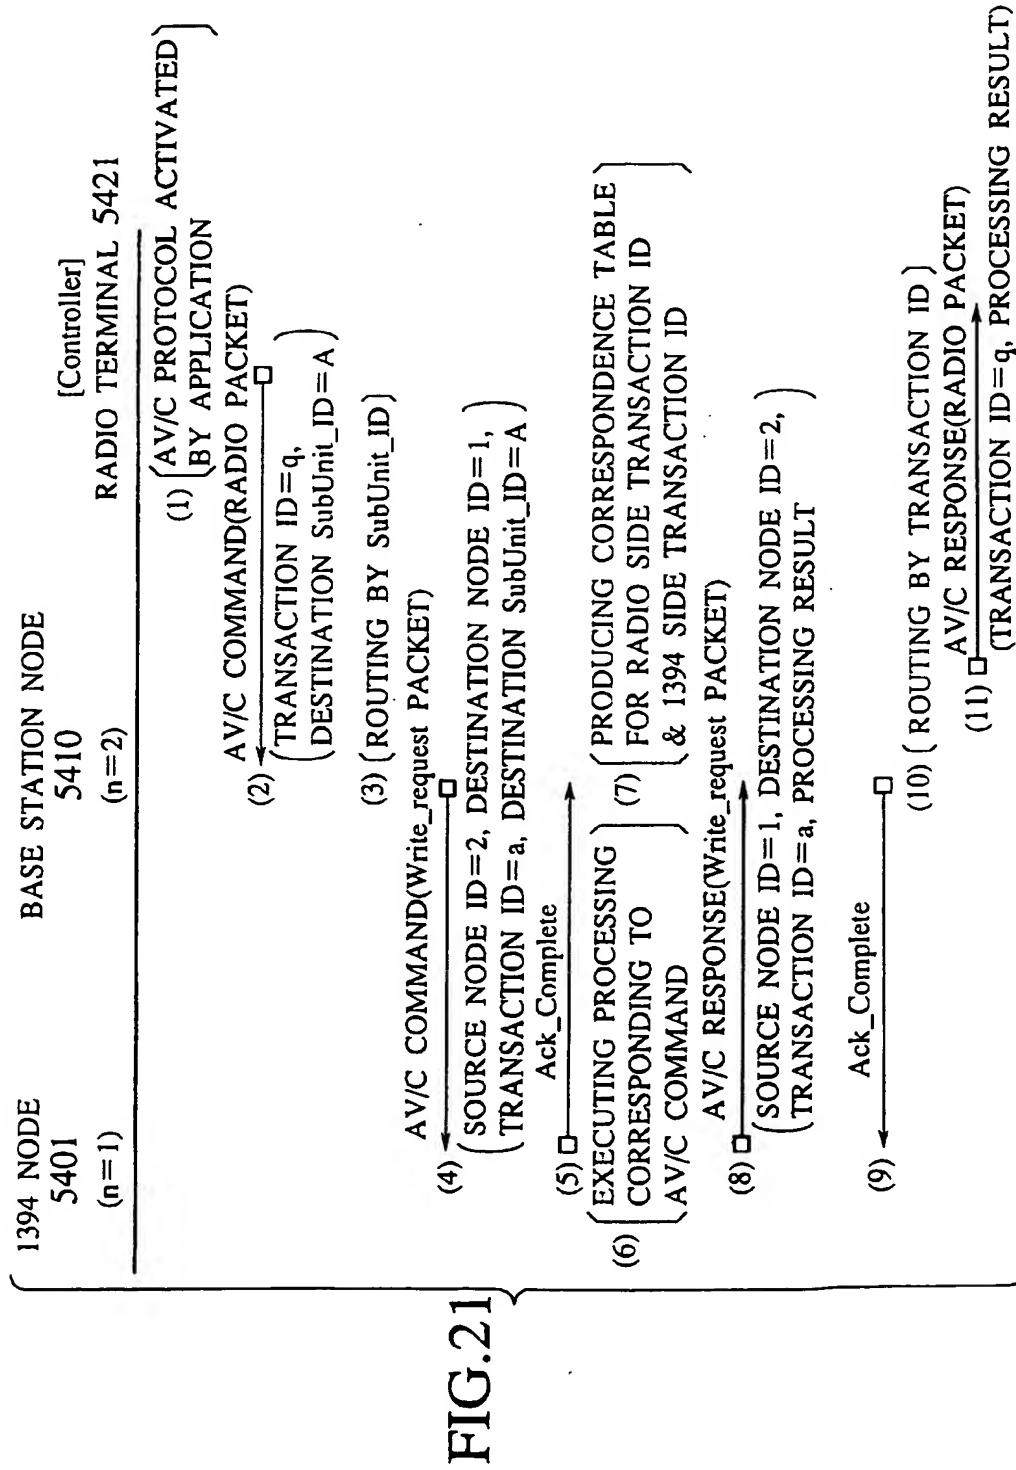 FIG.21
1394 NODE
5401
(n=1)
BASE STATION NODE
5410
(n=2)
[Controller]
RADIO TERMINAL 5421
(1) (AV/C PROTOCOL ACTIVATED
BY APPLICATION)
AV/C COMMAND(RADIO PACKET)
(2)
(TRANSACTION ID=q,
DESTINATION SubUnit_ID=A)
(3) (ROUTING BY SubUnit_ID)
AV/C COMMAND(Write_request PACKET)
(4)
(SOURCE NODE ID=2, DESTINATION NODE ID=1,
TRANSACTION ID=a, DESTINATION SubUnit_ID=A)
Ack_Complete
(5)
(6) (EXECUTING PROCESSING
CORRESPONDING TO
AV/C COMMAND)
(7) (PRODUCING CORRESPONDENCE TABLE
FOR RADIO SIDE TRANSACTION ID
& 1394 SIDE TRANSACTION ID)
AV/C RESPONSE(Write_request PACKET)
(8)
(SOURCE NODE ID=1, DESTINATION NODE ID=2,
TRANSACTION ID=a, PROCESSING RESULT)
Ack_Complete
(9)
(10) (ROUTING BY TRANSACTION ID)
AV/C RESPONSE(RADIO PACKET)
(11)
(TRANSACTION ID=q, PROCESSING RESULT)